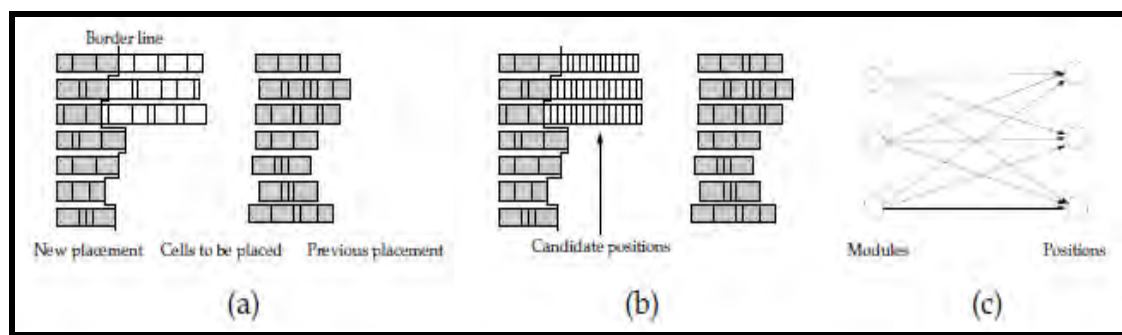 Border line
New placement Cells to be placed Previous placement
(a)
Candidate positions
(b)
Modules Positions
(c)